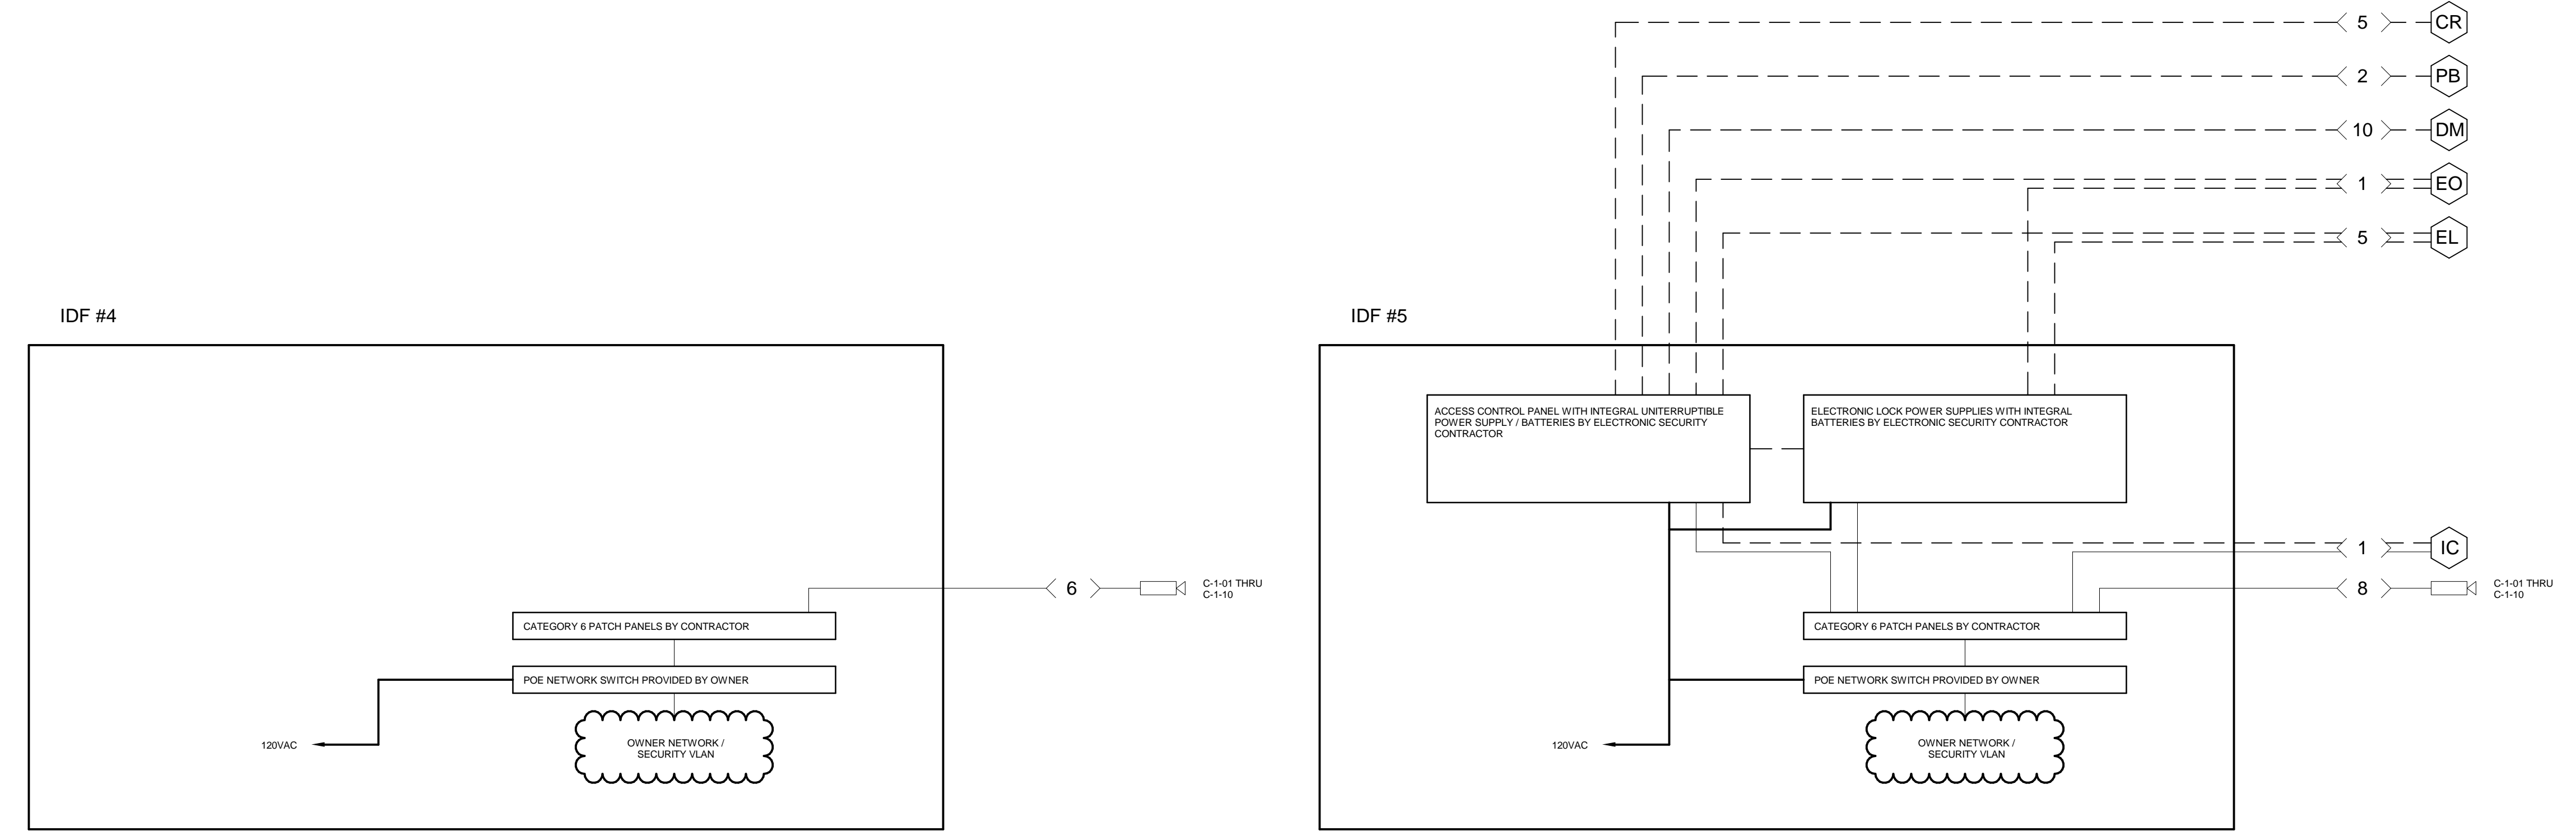 5
CR
2
PB
10
DM
1
EO
5
EL
IDF #4
IDF #5
ACCESS CONTROL PANEL WITH INTEGRAL UNITERRUPTIBLE
POWER SUPPLY / BATTERIES BY ELECTRONIC SECURITY
CONTRACTOR
ELECTRONIC LOCK POWER SUPPLIES WITH INTEGRAL
BATTERIES BY ELECTRONIC SECURITY CONTRACTOR
1
IC
6
C-1-01 THRU
C-1-10
8
C-1-01 THRU
C-1-10
CATEGORY 6 PATCH PANELS BY CONTRACTOR
CATEGORY 6 PATCH PANELS BY CONTRACTOR
POE NETWORK SWITCH PROVIDED BY OWNER
POE NETWORK SWITCH PROVIDED BY OWNER
120VAC
OWNER NETWORK /
SECURITY VLAN
120VAC
OWNER NETWORK /
SECURITY VLAN